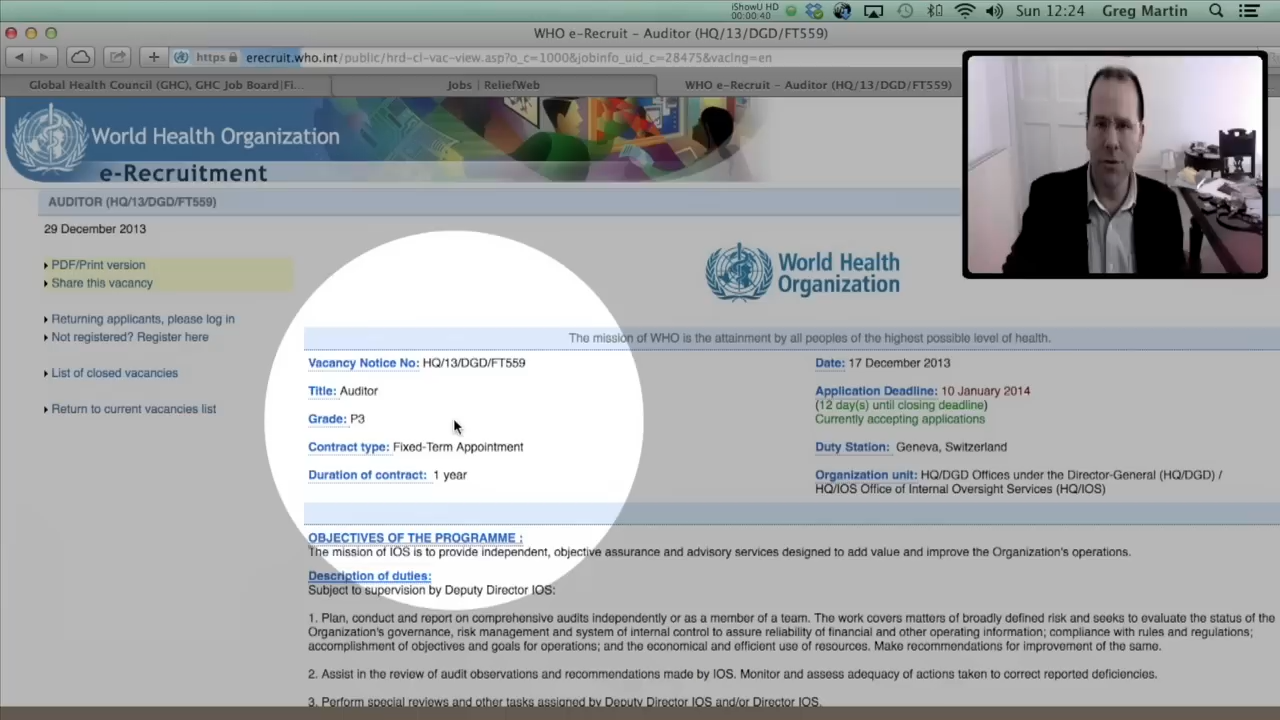 iShowU HD
00:00:40
Sun 12:24 Greg Martin
WHO e-Recruit – Auditor (HQ/13/DGD/FT559)
https erecruit.who.int/public/hrd-cl-vac-view.asp?o_c=1000&jobinfo_uid_c=28475&vaclng=en
Global Health Council (GHC), GHC Job Board|Fi...
Jobs | ReliefWeb
WHO e-Recruit – Auditor (HQ/13/DGD/FT559)
World Health Organization
e-Recruitment
AUDITOR (HQ/13/DGD/FT559)
29 December 2013
PDF/Print version
Share this vacancy
Returning applicants, please log in
Not registered? Register here
List of closed vacancies
Return to current vacancies list
World Health
Organization
The mission of WHO is the attainment by all peoples of the highest possible level of health.
Vacancy Notice No: HQ/13/DGD/FT559
Title: Auditor
Grade: P3
Contract type: Fixed-Term Appointment
Duration of contract: 1 year
Date: 17 December 2013
Application Deadline: 10 January 2014
(12 day(s) until closing deadline)
Currently accepting applications
Duty Station: Geneva, Switzerland
Organization unit: HQ/DGD Offices under the Director-General (HQ/DGD) /
HQ/IOS Office of Internal Oversight Services (HQ/IOS)
OBJECTIVES OF THE PROGRAMME :
The mission of IOS is to provide independent, objective assurance and advisory services designed to add value and improve the Organization's operations.
Description of duties:
Subject to supervision by Deputy Director IOS:
1. Plan, conduct and report on comprehensive audits independently or as a member of a team. The work covers matters of broadly defined risk and seeks to evaluate the status of the
Organization's governance, risk management and system of internal control to assure reliability of financial and other operating information; compliance with rules and regulations;
accomplishment of objectives and goals for operations; and the economical and efficient use of resources. Make recommendations for improvement of the same.
2. Assist in the review of audit observations and recommendations made by IOS. Monitor and assess adequacy of actions taken to correct reported deficiencies.
3. Perform special reviews and other tasks assigned by Deputy Director IOS and/or Director IOS.